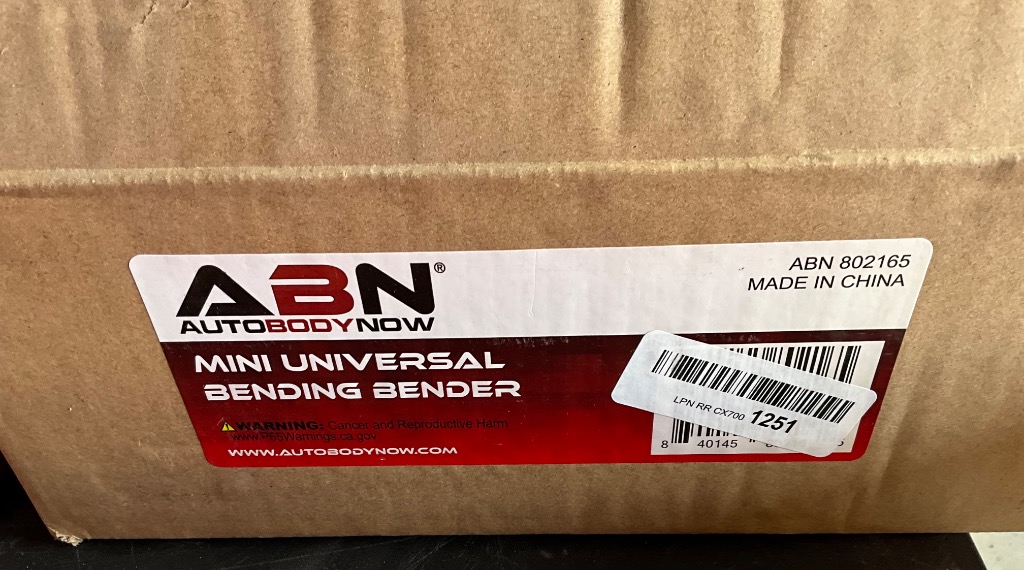 ABN®
AUTOBODYNOW
ABN 802165
MADE IN CHINA
MINI UNIVERSAL
BENDING BENDER
WARNING: Cancer and Reproductive Harm
www.P65Warnings.ca.gov
WWW.AUTOBODYNOW.COM
LPN RR CX700 1251
8 40145